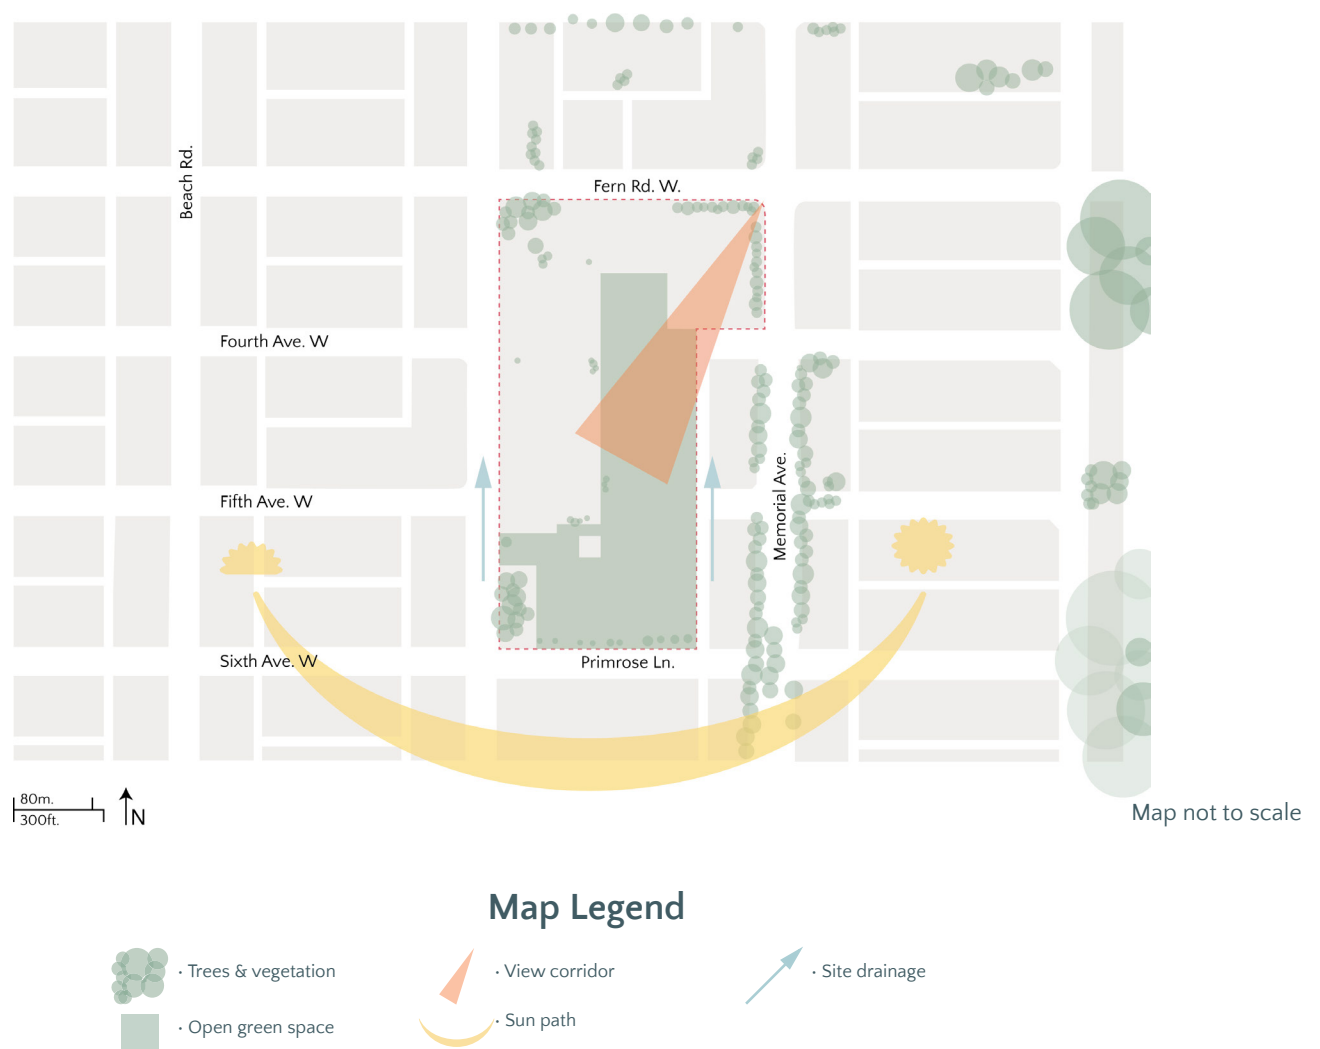 Beach Rd.
Fern Rd. W.
Fourth Ave. W
Fifth Ave. W
Memorial Ave.
Sixth Ave. W
Primrose Ln.
80m.
300ft.
N
Map not to scale
Map Legend
· Trees & vegetation
· View corridor
· Site drainage
· Open green space
· Sun path